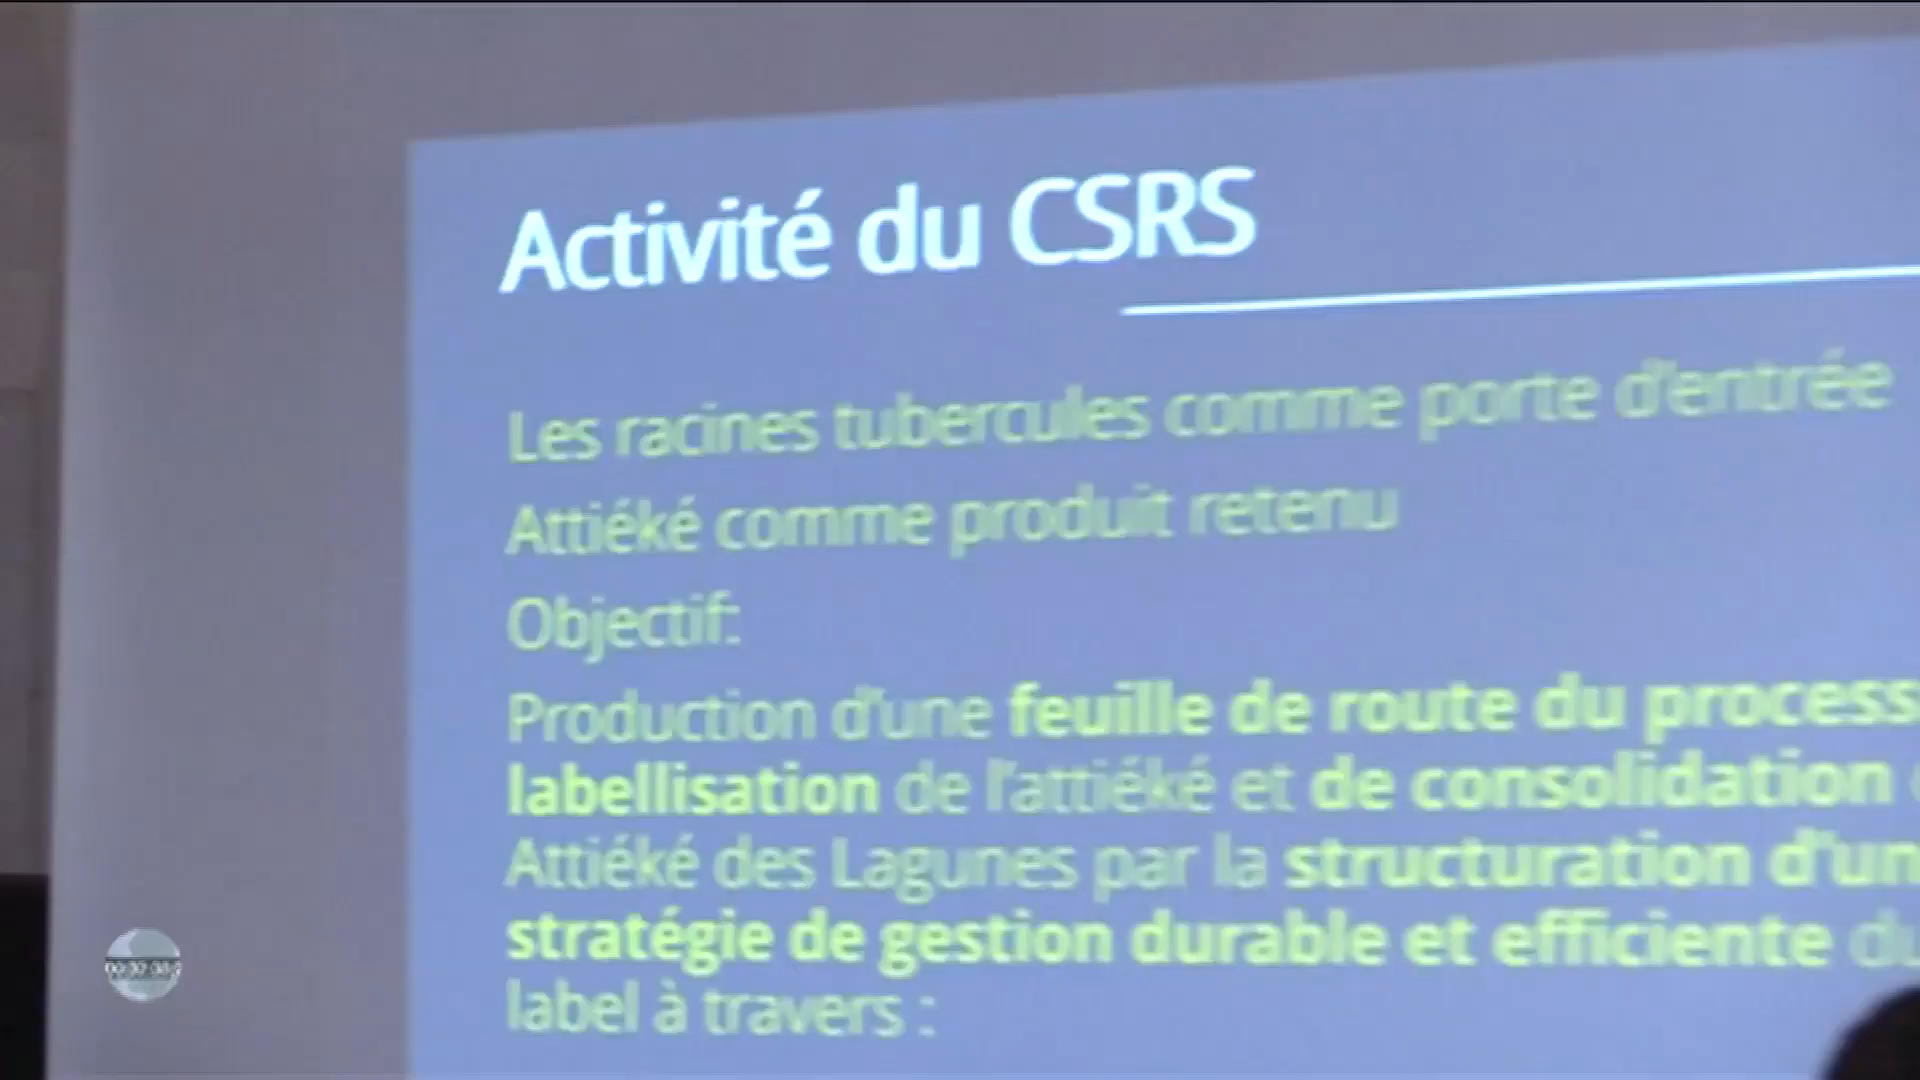 Activité du CSRS
Les racines tubercules comme porte d'entrée
Attiéké comme produit retenu
Objectif:
Production d'une feuille de route du process
labellisation de l'attiéké et de consolidation
Attiéké des Lagunes par la structuration d'un
stratégie de gestion durable et efficiente du
label à travers :